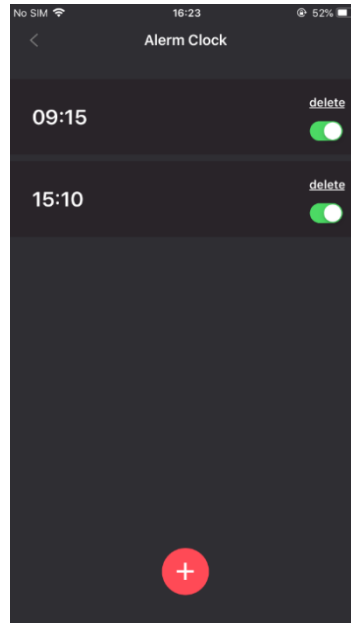 No SIM 16:23 52%
Alerm Clock
delete
09:15
delete
15:10
+